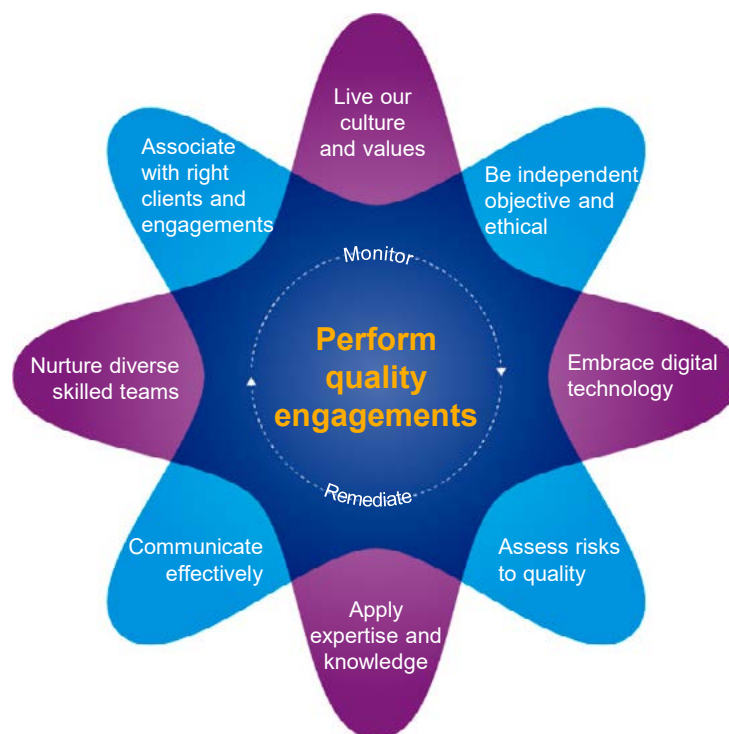 Live our
culture
and values
Associate
with right
clients and
engagements
Be independent
objective and
ethical
Monitor
Perform
quality
engagements
Nurture diverse
skilled teams
Embrace digital
technology
Remediate
Communicate
effectively
Assess risks
to quality
Apply
expertise and
knowledge